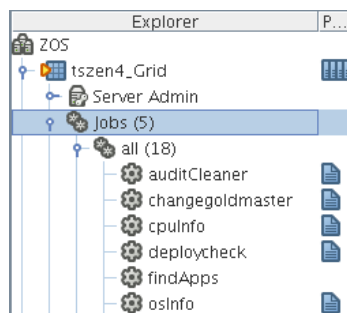 Explorer P...
ZOS
tszen4_Grid
Server Admin
Jobs (5)
all (18)
auditCleaner
changegoldmaster
cpuInfo
deploycheck
findApps
osInfo